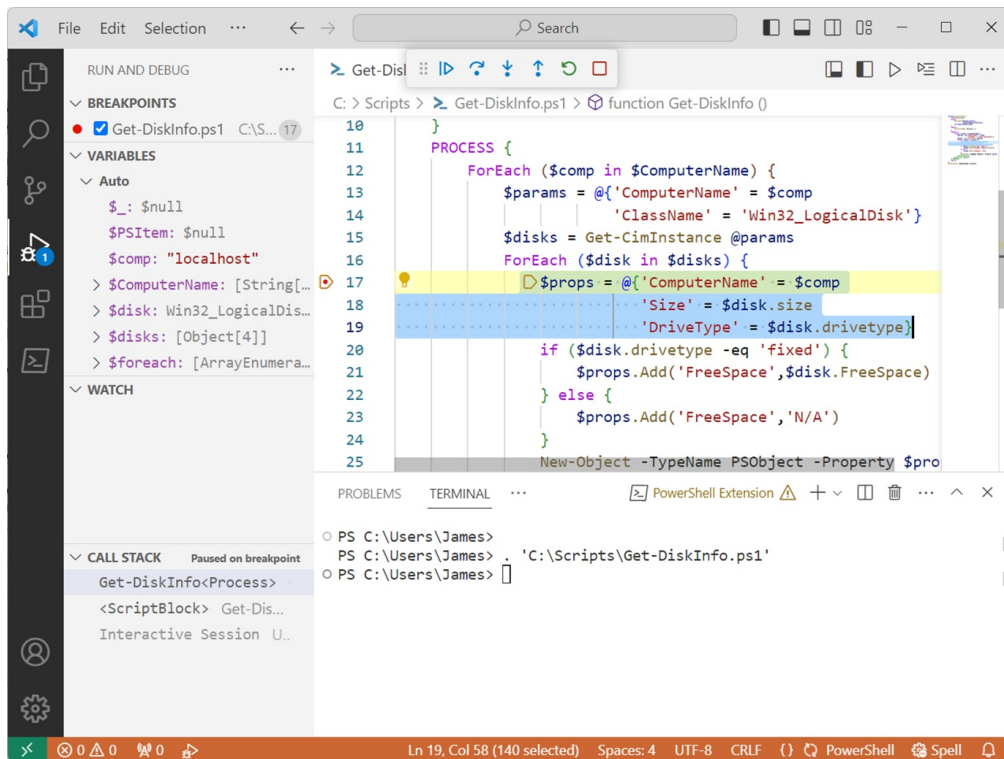 File Edit Selection ··· Search
RUN AND DEBUG ···
BREAKPOINTS
Get-DiskInfo.ps1 C:\S... 17
VARIABLES
Auto
$_: $null
$PSItem: $null
$comp: "localhost"
$ComputerName: [String[...
$disk: Win32_LogicalDis...
$disks: [Object[4]]
$foreach: [ArrayEnumera...
WATCH
CALL STACK Paused on breakpoint
Get-DiskInfo<Process>
<ScriptBlock> Get-Dis...
Interactive Session U..
1
Get-Disl
C: > Scripts > Get-DiskInfo.ps1 > function Get-DiskInfo ()
10 }
11 PROCESS {
12 ForEach ($comp in $ComputerName) {
13 $params = @{'ComputerName' = $comp
14 'ClassName' = 'Win32_LogicalDisk'}
15 $disks = Get-CimInstance @params
16 ForEach ($disk in $disks) {
17 $props = @{'ComputerName' = $comp
18 'Size' = $disk.size
19 'DriveType' = $disk.drivetype}
20 if ($disk.drivetype -eq 'fixed') {
21 $props.Add('FreeSpace',$disk.FreeSpace)
22 } else {
23 $props.Add('FreeSpace','N/A')
24 }
25 New-Object -TypeName PSObject -Property $pro
PROBLEMS TERMINAL ··· PowerShell Extension
PS C:\Users\James>
PS C:\Users\James> . 'C:\Scripts\Get-DiskInfo.ps1'
PS C:\Users\James>
0 0 0 Ln 19, Col 58 (140 selected) Spaces: 4 UTF-8 CRLF {} PowerShell Spell